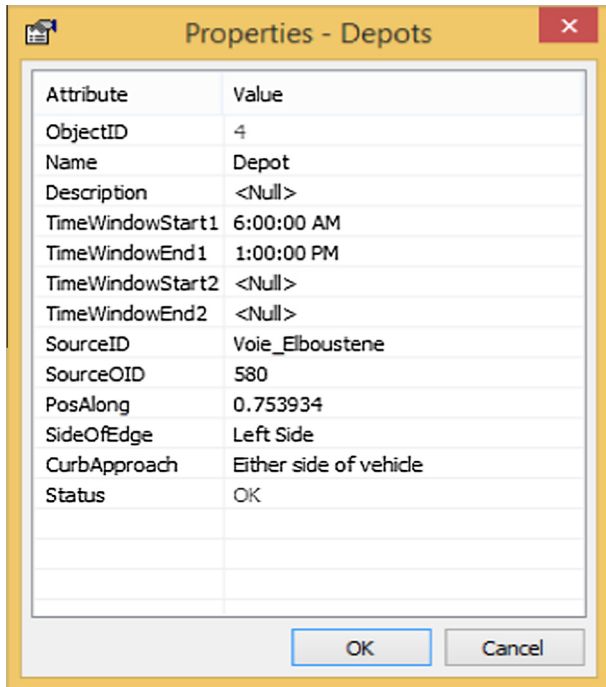 Properties - Depots
Attribute Value
ObjectID 4
Name Depot
Description <Null>
TimeWindowStart1 6:00:00 AM
TimeWindowEnd1 1:00:00 PM
TimeWindowStart2 <Null>
TimeWindowEnd2 <Null>
SourceID Voie_Elboustene
SourceOID 580
PosAlong 0.753934
SideOfEdge Left Side
CurbApproach Either side of vehicle
Status OK
OK Cancel